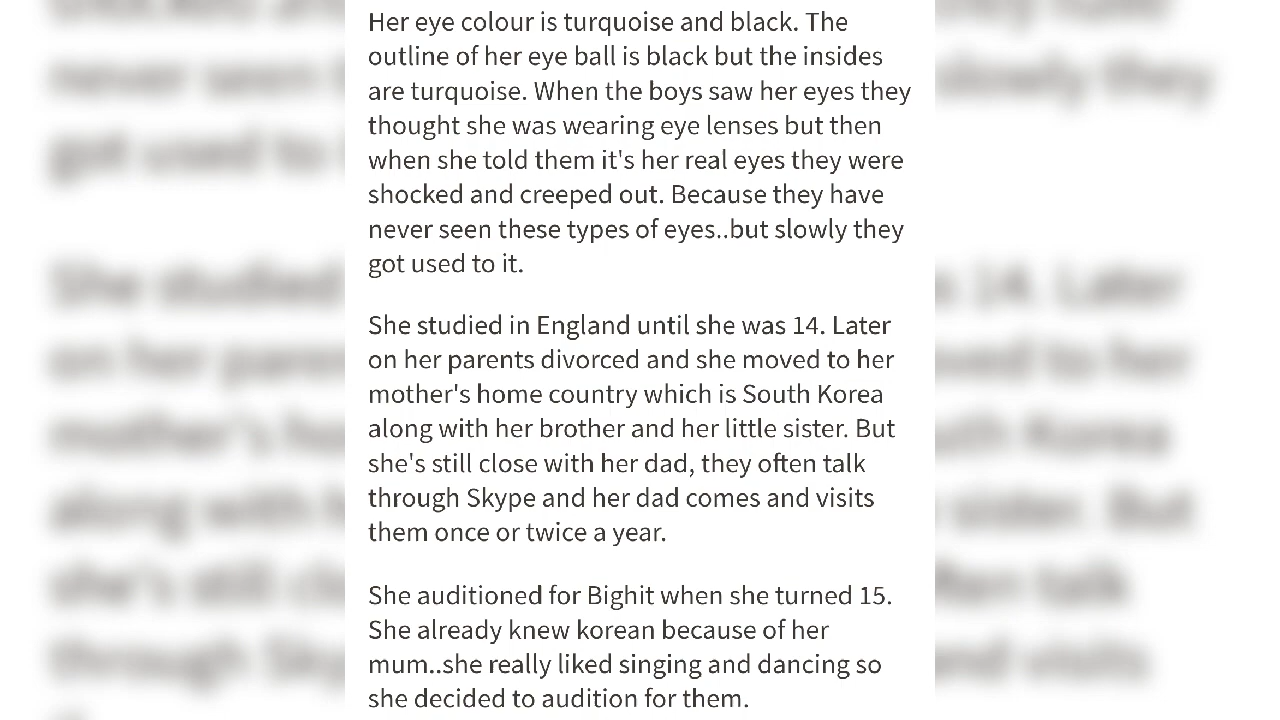 Her eye colour is turquoise and black. The
outline of her eye ball is black but the insides
are turquoise. When the boys saw her eyes they
thought she was wearing eye lenses but then
when she told them it's her real eyes they were
shocked and creeped out. Because they have
never seen these types of eyes..but slowly they
got used to it.
She studied in England until she was 14. Later
on her parents divorced and she moved to her
mother's home country which is South Korea
along with her brother and her little sister. But
she's still close with her dad, they often talk
through Skype and her dad comes and visits
them once or twice a year.
She auditioned for Bighit when she turned 15.
She already knew korean because of her
mum..she really liked singing and dancing so
she decided to audition for them.